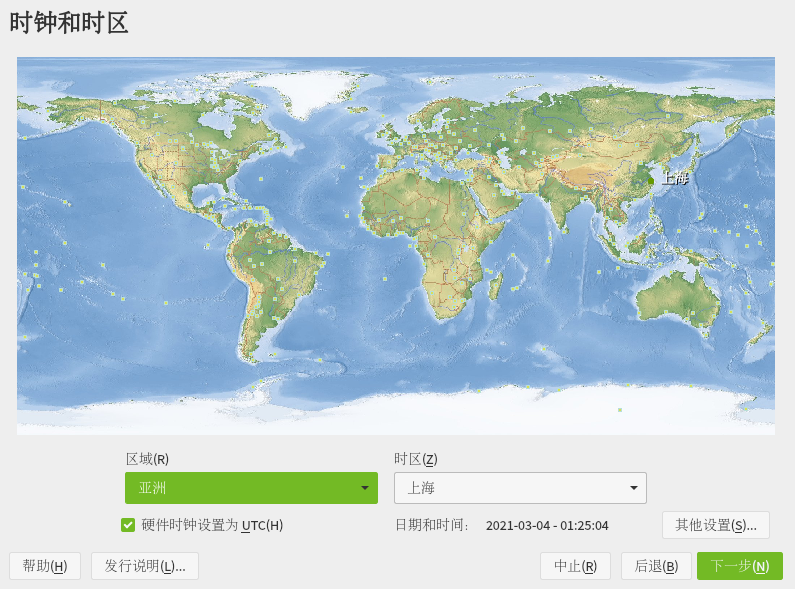 时钟和时区
上海
区域(R)
时区(Z)
亚洲
上海
硬件时钟设置为 UTC(H)
日期和时间:
2021-03-04 - 01:25:04
其他设置(S)...
帮助(H)
发行说明(L)...
中止(R)
后退(B)
下一步(N)